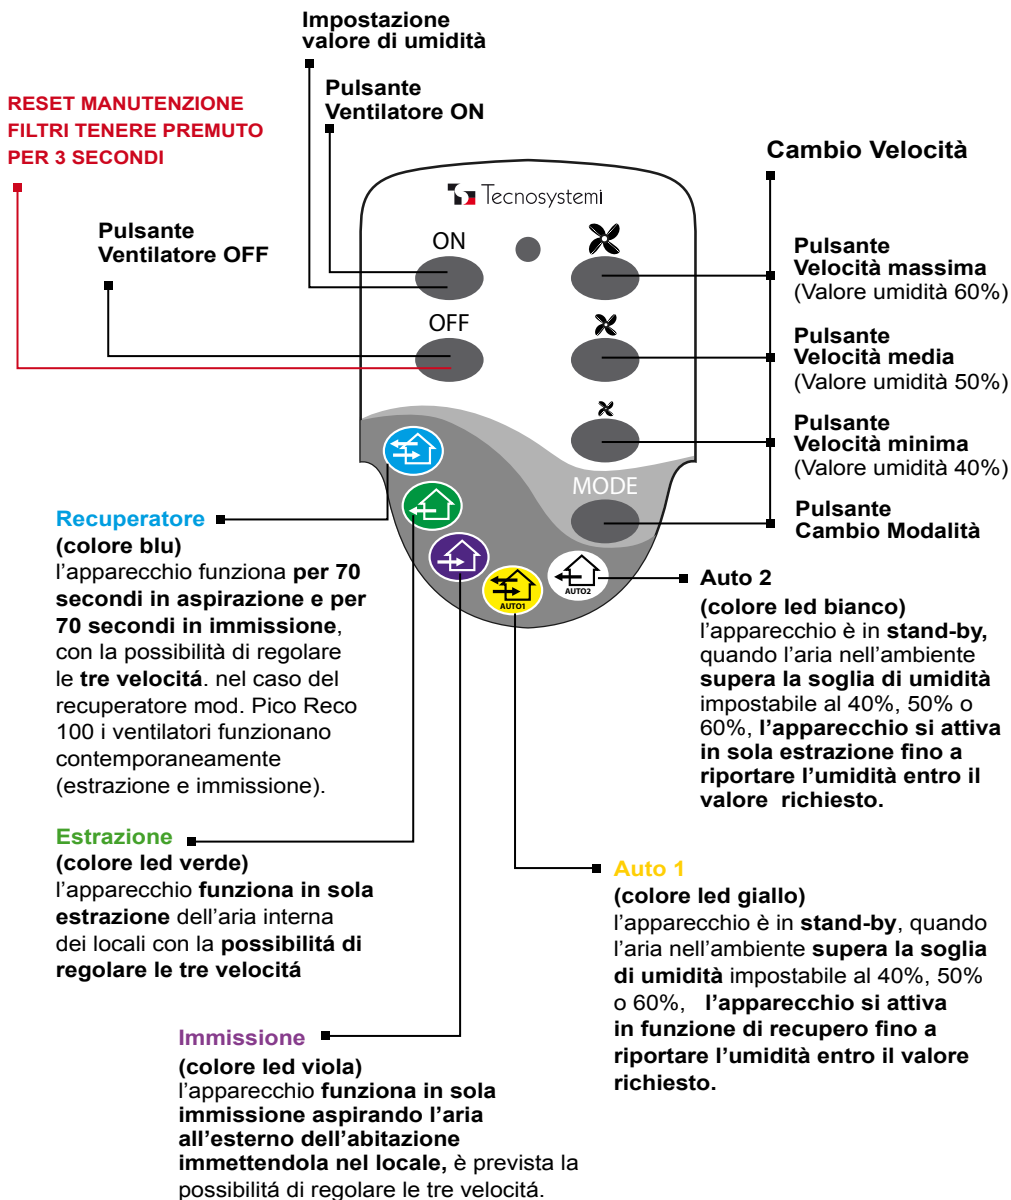 Impostazione
valore di umidità
Pulsante
Ventilatore ON
RESET MANUTENZIONE
FILTRI TENERE PREMUTO
PER 3 SECONDI
Pulsante
Ventilatore OFF
Cambio Velocità
Tecnosystemi
ON
OFF
MODE
AUTO1
AUTO2
Pulsante
Velocità massima
(Valore umidità 60%)
Pulsante
Velocità media
(Valore umidità 50%)
Pulsante
Velocità minima
(Valore umidità 40%)
Pulsante
Cambio Modalità
Recuperatore
(colore blu)
l’apparecchio funziona per 70
secondi in aspirazione e per
70 secondi in immissione,
con la possibilità di regolare
le tre velocitá. nel caso del
recuperatore mod. Pico Reco
100 i ventilatori funzionano
contemporaneamente
(estrazione e immissione).
Estrazione
(colore led verde)
l’apparecchio funziona in sola
estrazione dell’aria interna
dei locali con la possibilitá di
regolare le tre velocitá
Immissione
(colore led viola)
l’apparecchio funziona in sola
immissione aspirando l’aria
all’esterno dell’abitazione
immettendola nel locale, è prevista la
possibilitá di regolare le tre velocitá.
Auto 2
(colore led bianco)
l’apparecchio è in stand-by,
quando l’aria nell’ambiente
supera la soglia di umidità
impostabile al 40%, 50% o
60%, l’apparecchio si attiva
in sola estrazione fino a
riportare l’umidità entro il
valore richiesto.
Auto 1
(colore led giallo)
l’apparecchio è in stand-by, quando
l’aria nell’ambiente supera la soglia
di umidità impostabile al 40%, 50%
o 60%, l’apparecchio si attiva
in funzione di recupero fino a
riportare l’umidità entro il valore
richiesto.